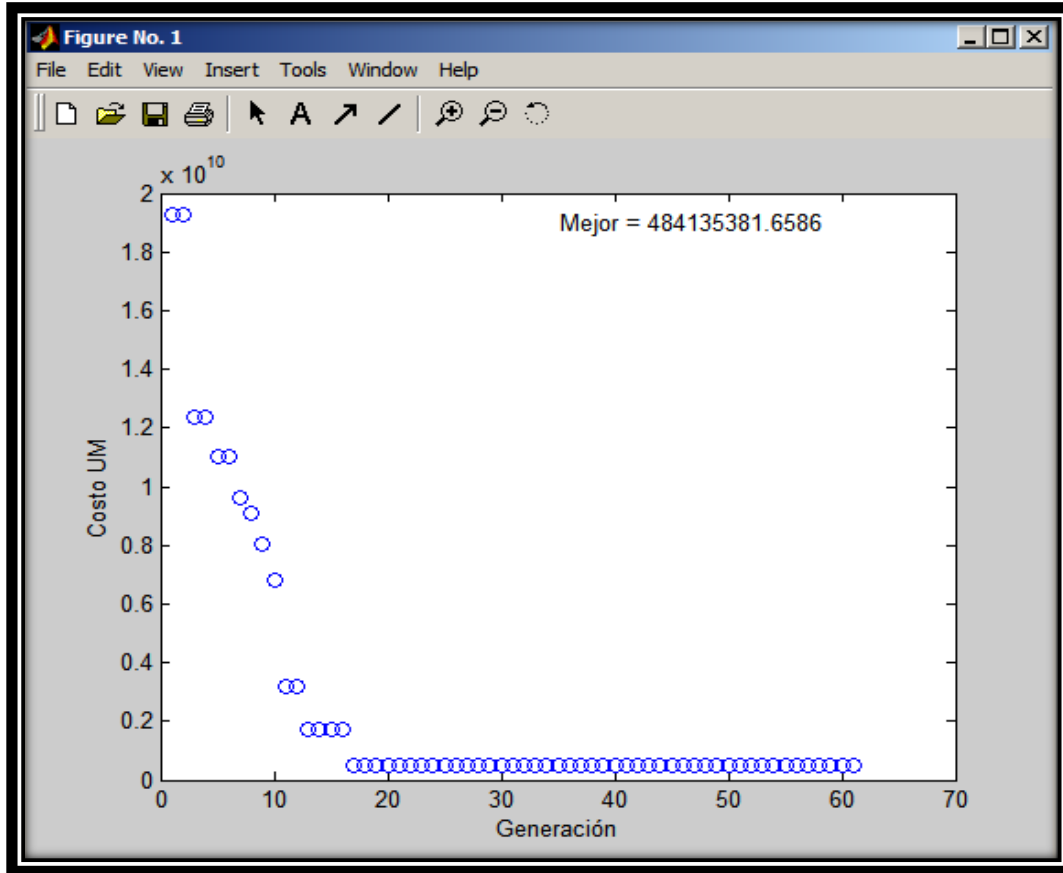 Figure No. 1
File Edit View Insert Tools Window Help
A
x 10^10
2
1.8
1.6
1.4
1.2
1
0.8
0.6
0.4
0.2
0
Mejor = 484135381.6586
Costo UM
0 10 20 30 40 50 60 70
Generación